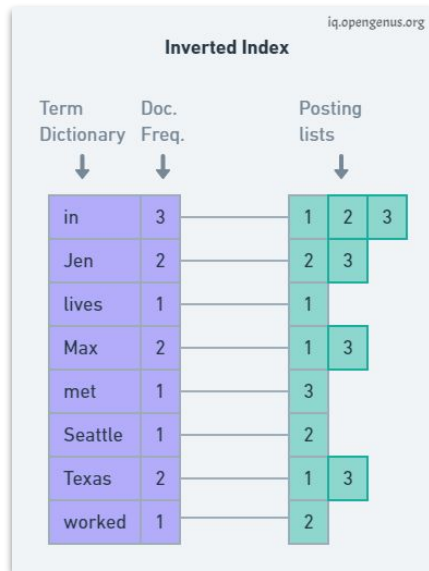 iq.opengenus.org
Inverted Index
Term Doc. Posting
Dictionary Freq. lists
in 3 1 2 3
Jen 2 2 3
lives 1 1
Max 2 1 3
met 1 3
Seattle 1 2
Texas 2 1 3
worked 1 2